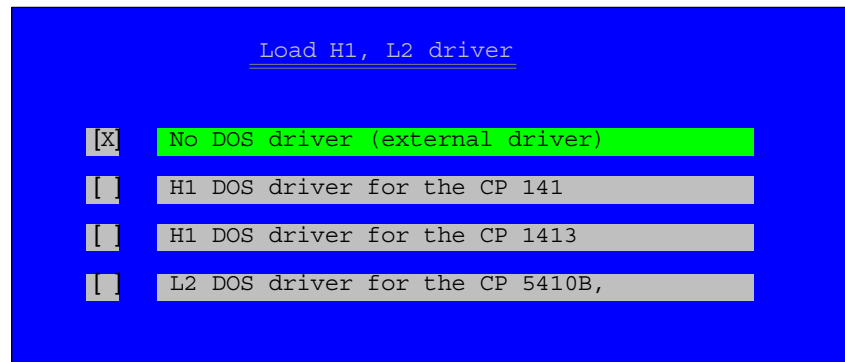 Load H1, L2 driver
[X] No DOS driver (external driver)
[ ] H1 DOS driver for the CP 141
[ ] H1 DOS driver for the CP 1413
[ ] L2 DOS driver for the CP 5410B,